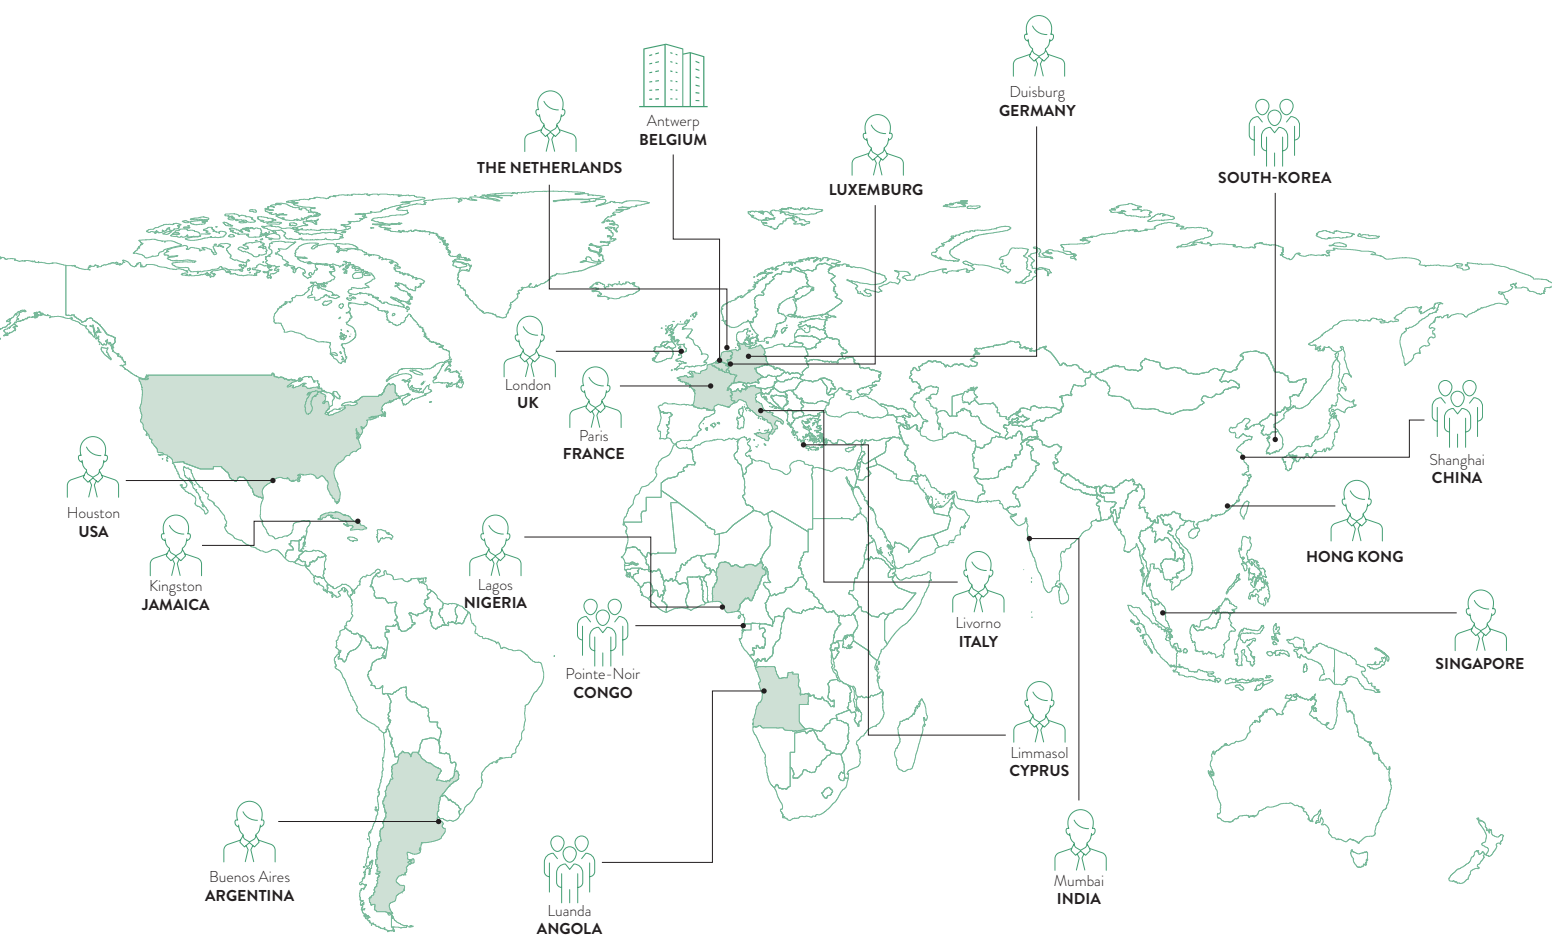 Duisburg
GERMANY
Antwerp
BELGIUM
THE NETHERLANDS
LUXEMBURG
SOUTH-KOREA
London
UK
Paris
FRANCE
Shanghai
CHINA
Houston
USA
HONG KONG
Kingston
JAMAICA
Lagos
NIGERIA
Livorno
ITALY
SINGAPORE
Pointe-Noir
CONGO
Limmasol
CYPRUS
Buenos Aires
ARGENTINA
Mumbai
INDIA
Luanda
ANGOLA